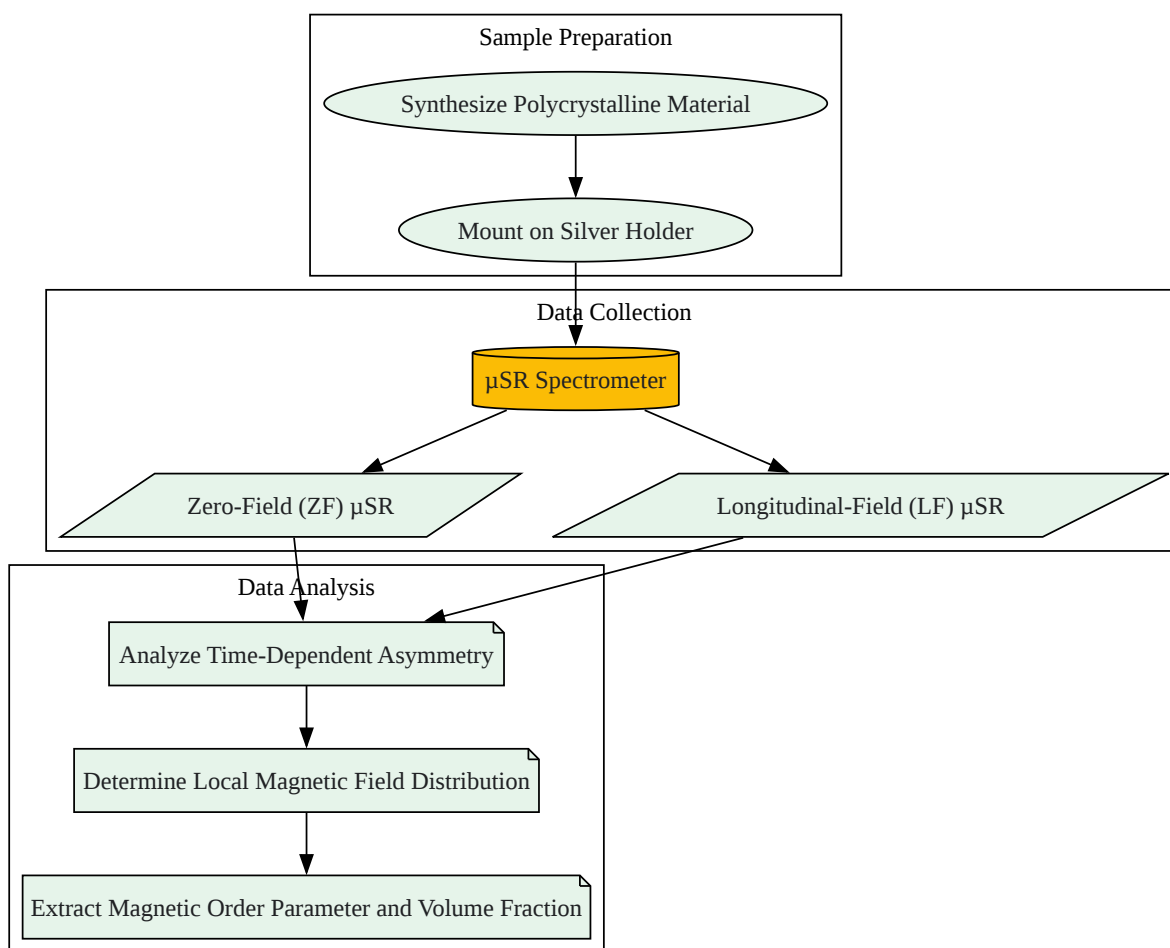 Sample Preparation
Synthesize Polycrystalline Material
Mount on Silver Holder
Data Collection
µSR Spectrometer
Zero-Field (ZF) µSR
Longitudinal-Field (LF) µSR
Data Analysis
Analyze Time-Dependent Asymmetry
Determine Local Magnetic Field Distribution
Extract Magnetic Order Parameter and Volume Fraction